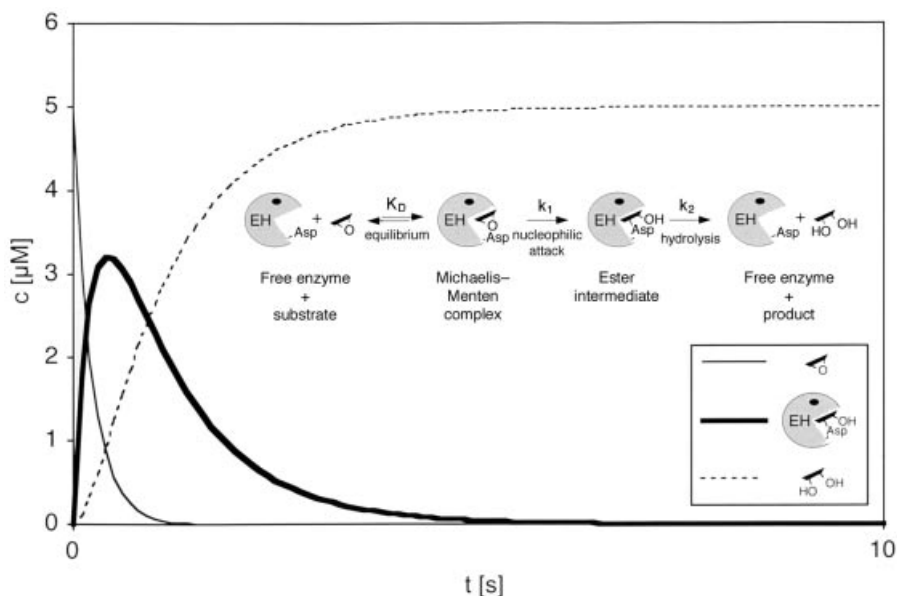 6
5
4
3
2
1
0
c [µM]
0
10
t [s]
EH
Asp
+
O
K_D
equilibrium
EH
O
Asp
k₁
nucleophilic
attack
EH
OH
Asp
k₂
hydrolysis
EH
Asp
+
HO
OH
Free enzyme
+
substrate
Michaelis–
Menten
complex
Ester
intermediate
Free enzyme
+
product
O
EH
OH
Asp
HO
OH